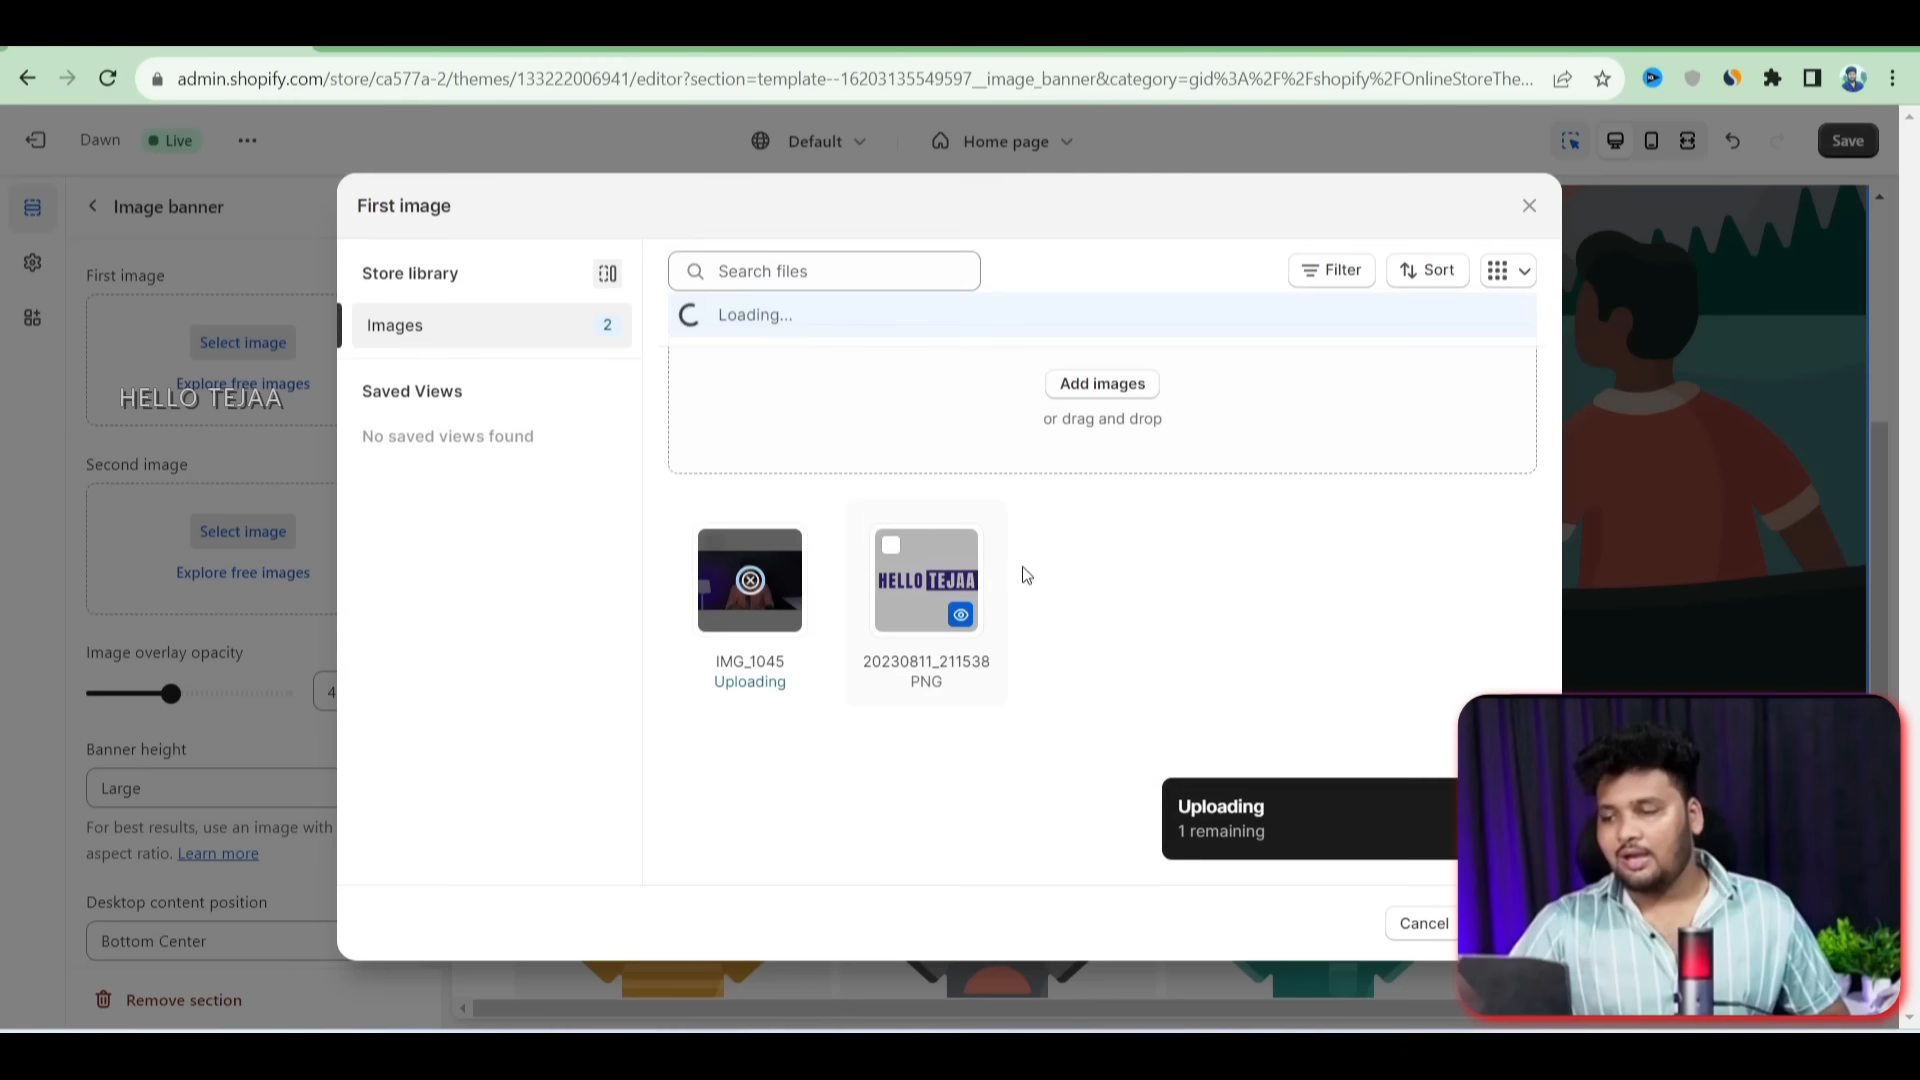 admin.shopify.com/store/ca577a-2/themes/133222006941/editor?section=template--16203135549597__image_banner&category=gid%3A%2F%2Fshopify%2FOnlineStoreThe...
Dawn
Live
Default
Home page
Save
Image banner
First image
Select image
Explore free images
HELLO TEJAA
Second image
Select image
Explore free images
Image overlay opacity
4
Banner height
Large
For best results, use an image with
aspect ratio. Learn more
Desktop content position
Bottom Center
Remove section
First image
Store library
Images 2
Saved Views
No saved views found
Search files
Filter
Sort
Loading...
Add images
or drag and drop
IMG_1045
Uploading
HELLO TEJAA
20230811_211538
PNG
Uploading
1 remaining
Cancel